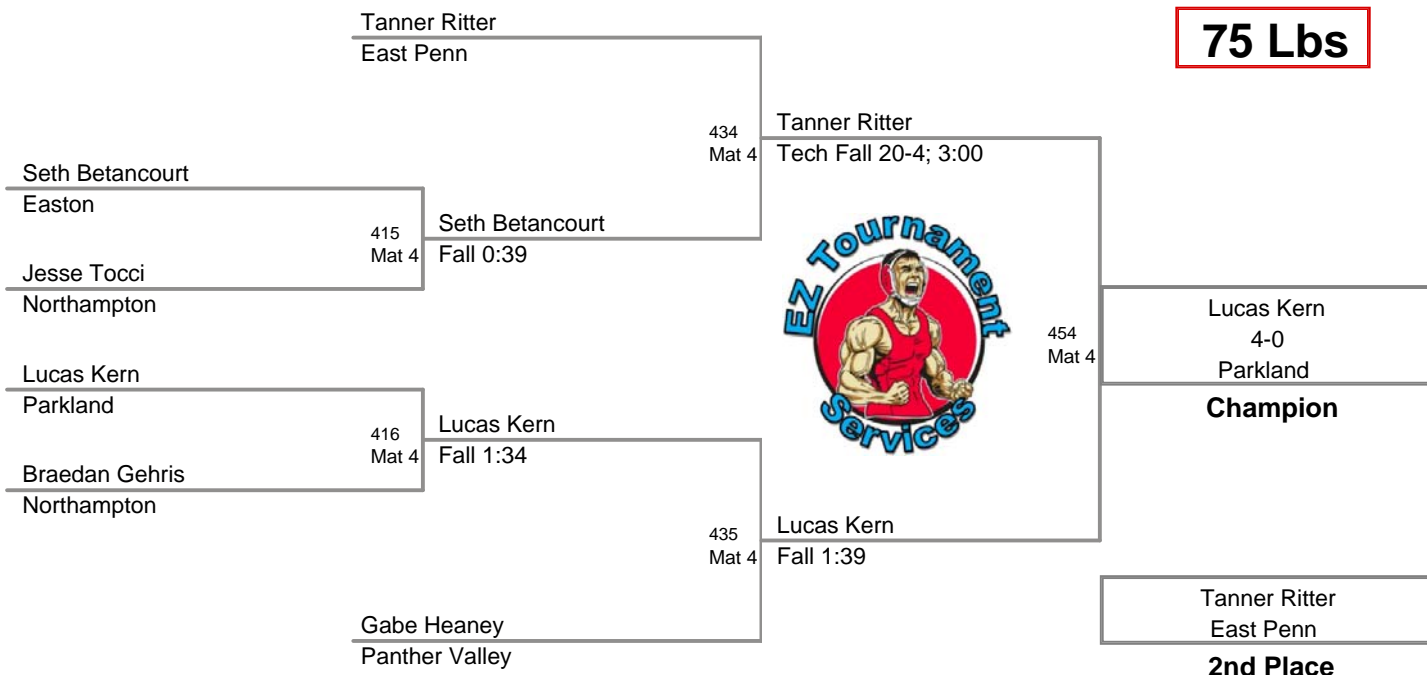 Tanner Ritter
East Penn
75 Lbs
434
Mat 4
Tanner Ritter
Tech Fall 20-4; 3:00
Seth Betancourt
Easton
415
Mat 4
Seth Betancourt
Fall 0:39
Jesse Tocci
Northampton
EZ Tournament
Services
Lucas Kern
4-0
Parkland
Champion
454
Mat 4
Lucas Kern
Parkland
416
Mat 4
Lucas Kern
Fall 1:34
Braedan Gehris
Northampton
435
Mat 4
Lucas Kern
Fall 1:39
Gabe Heaney
Panther Valley
Tanner Ritter
East Penn
2nd Place